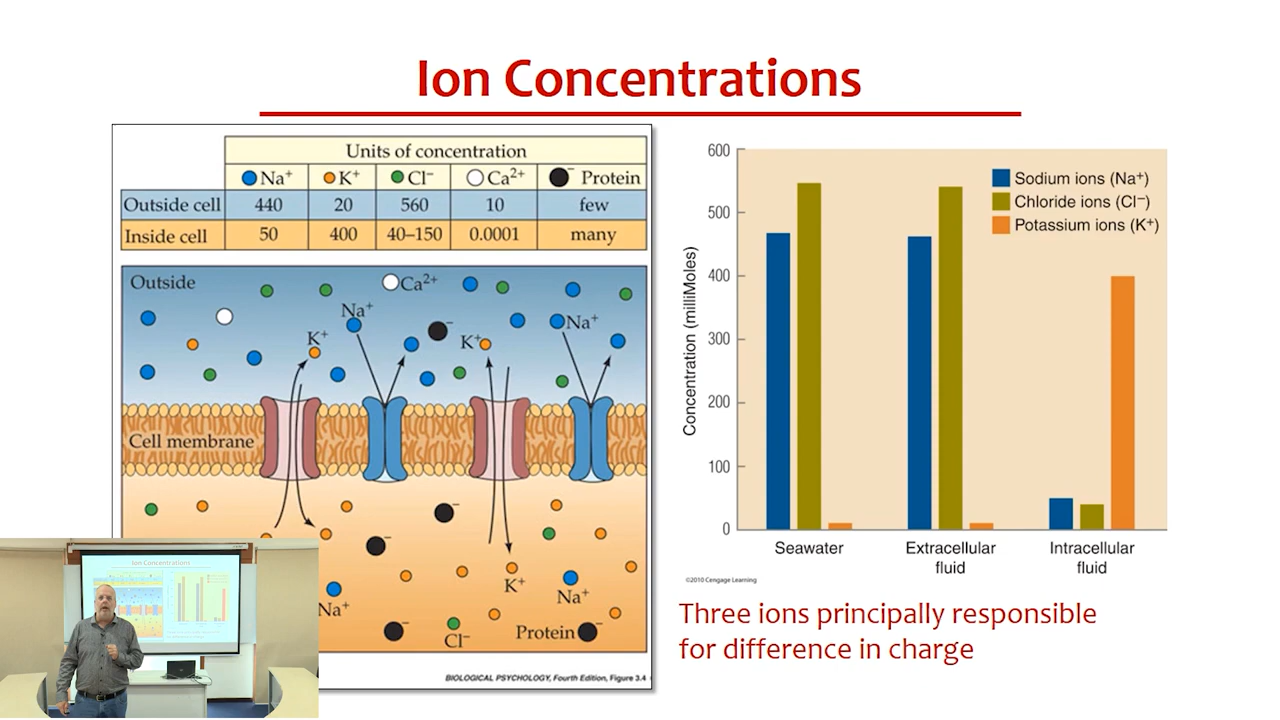 Ion Concentrations
Units of concentration
Na⁺ K⁺ Cl⁻ Ca²⁺ Protein
Outside cell 440 20 560 10 few
Inside cell 50 400 40–150 0.0001 many
Outside
Ca²⁺
Na⁺
Na⁺
K⁺
K⁺
Cell membrane
K⁺
Na⁺
Na⁺
Cl⁻
Protein
BIOLOGICAL PSYCHOLOGY, Fourth Edition, Figure 3.4
600
500
400
300
200
100
0
Concentration (milliMoles)
Sodium ions (Na⁺)
Chloride ions (Cl⁻)
Potassium ions (K⁺)
Seawater
Extracellular
fluid
Intracellular
fluid
©2010 Cengage Learning
Three ions principally responsible
for difference in charge
Ion Concentrations